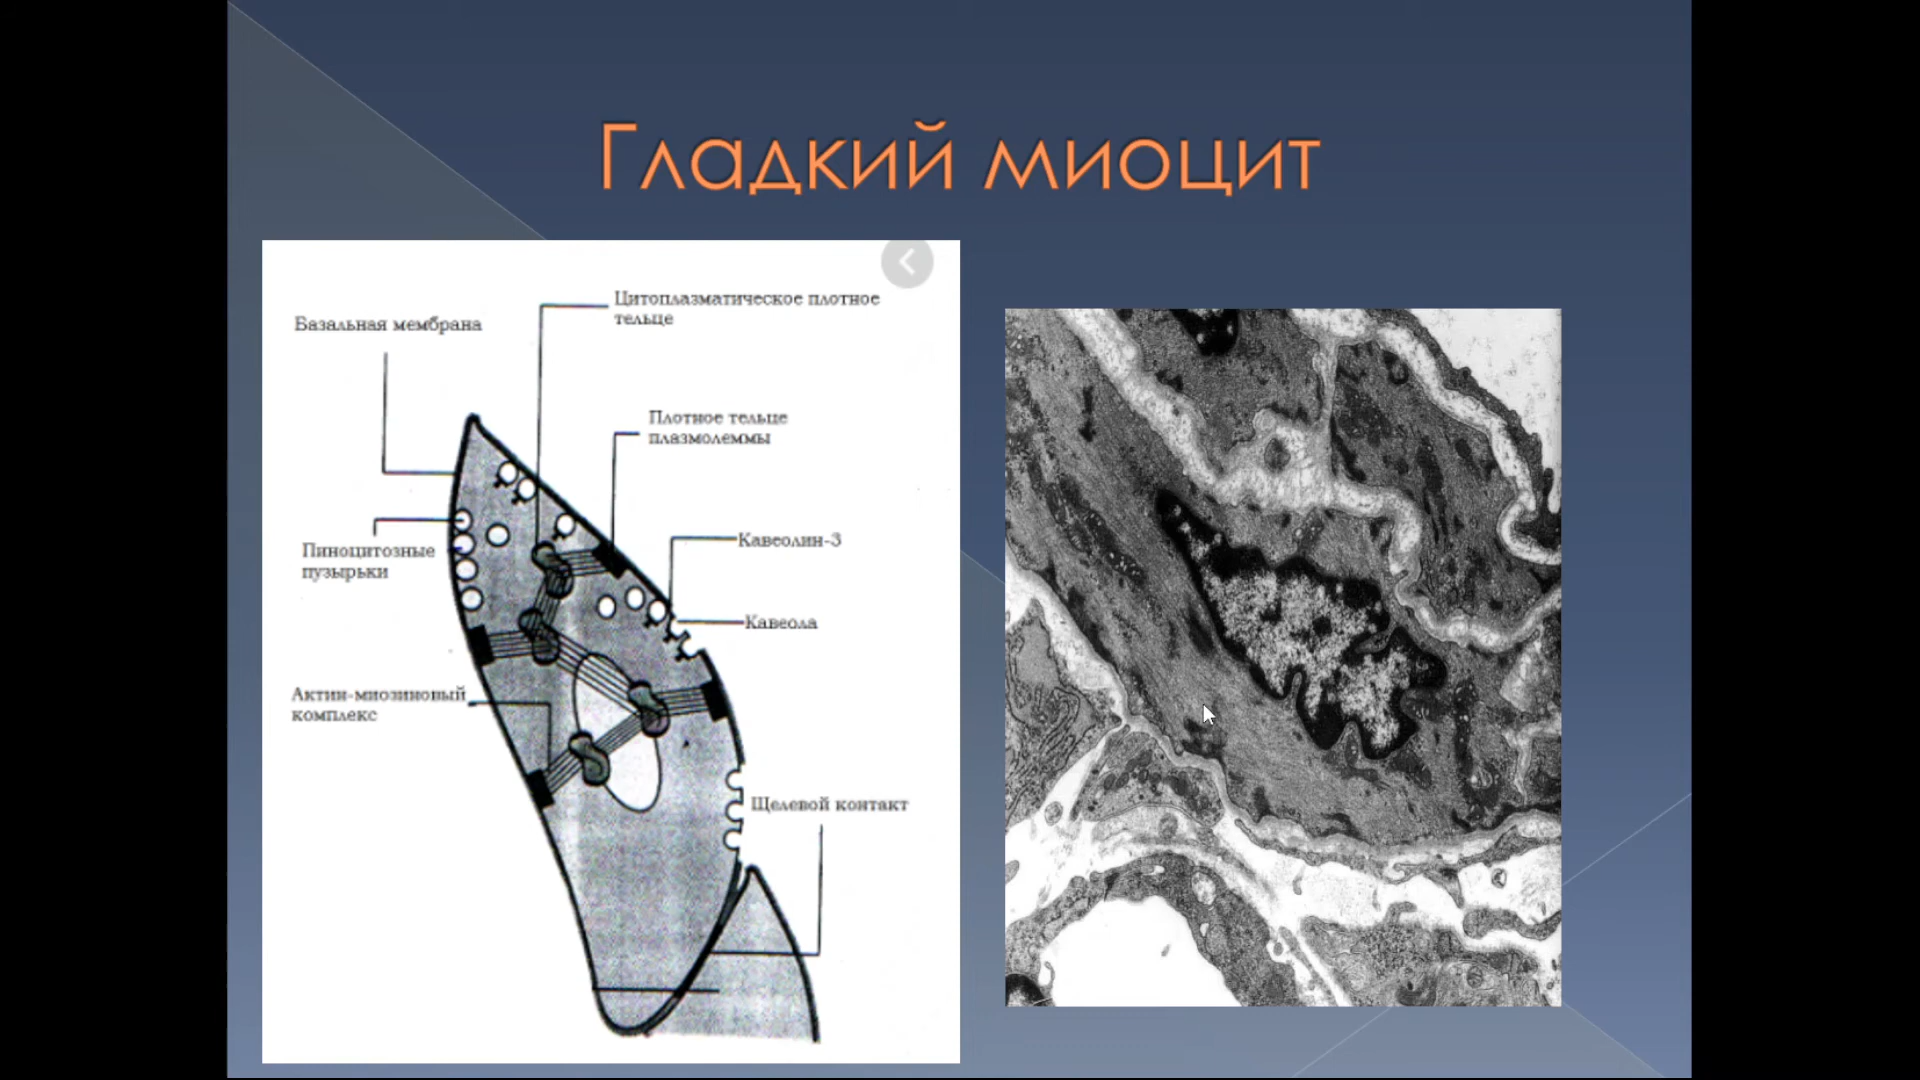 Гладкий миоцит
Цитоплазматическое плотное
тельце
Базальная мембрана
Плотное тельце
плазмолеммы
Кавеолин-3
Пиноцитозные
пузырьки
Кавеола
Актин-миозиновый
комплекс
Щелевой контакт